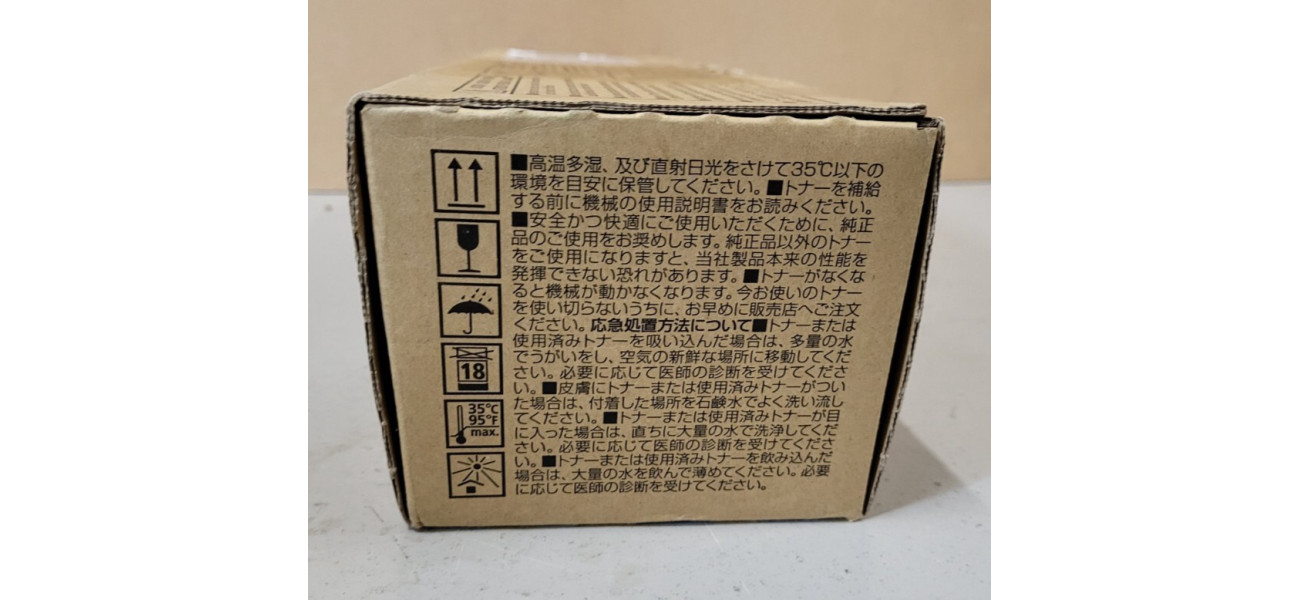 ■高温多湿、及び直射日光をさけて35℃以下の
環境を目安に保管してください。■トナーを補給
する前に機械の使用説明書をお読みください。
■安全かつ快適にご使用いただくために、純正
品のご使用をお奨めします。純正品以外のトナー
をご使用になりますと、当社製品本来の性能を
発揮できない恐れがあります。■トナーがなくな
ると機械が動かなくなります。今お使いのトナー
を使い切らないうちに、お早めに販売店へご注文
ください。応急処置方法について■トナーまたは
使用済みトナーを吸い込んだ場合は、多量の水
でうがいをし、空気の新鮮な場所に移動してくだ
さい。必要に応じて医師の診断を受けてくださ
い。■皮膚にトナーまたは使用済みトナーがつい
た場合は、付着した場所を石鹸水でよく洗い流し
てください。■トナーまたは使用済みトナーが目
に入った場合は、直ちに大量の水で洗浄してくだ
さい。必要に応じて医師の診断を受けてくださ
い。■トナーまたは使用済みトナーを飲み込んだ
場合は、大量の水を飲んで薄めてください。必要
に応じて医師の診断を受けてください。
18
35°C
95°F
max.